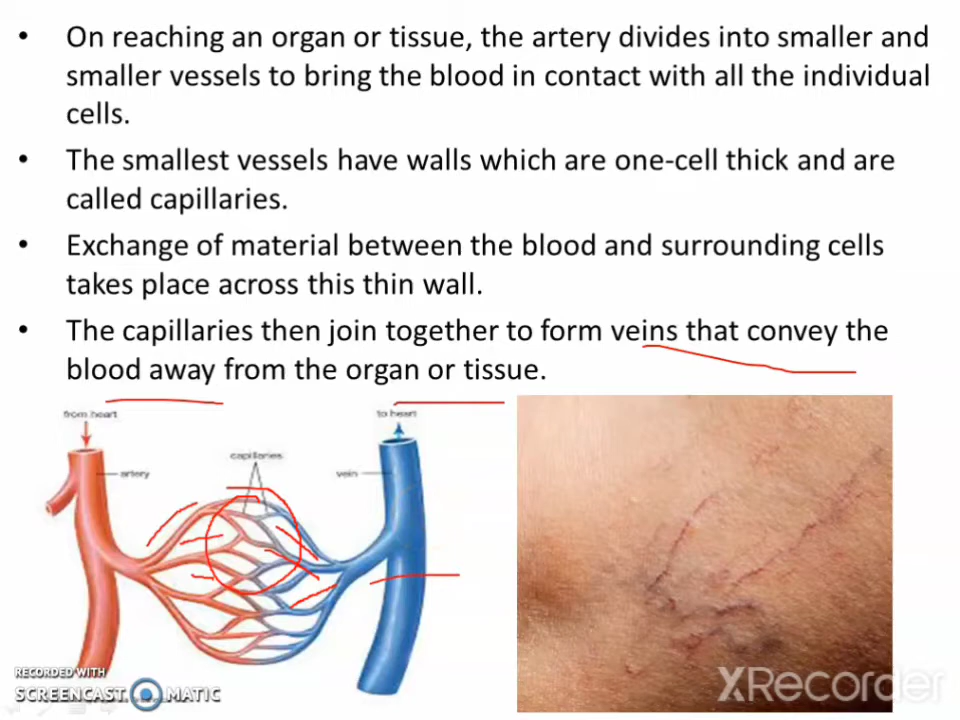 • On reaching an organ or tissue, the artery divides into smaller and
smaller vessels to bring the blood in contact with all the individual
cells.
• The smallest vessels have walls which are one-cell thick and are
called capillaries.
• Exchange of material between the blood and surrounding cells
takes place across this thin wall.
• The capillaries then join together to form veins that convey the
blood away from the organ or tissue.
from heart
to heart
capillaries
artery
vein
RECORDED WITH
SCREENCAST MATIC
XRecorder